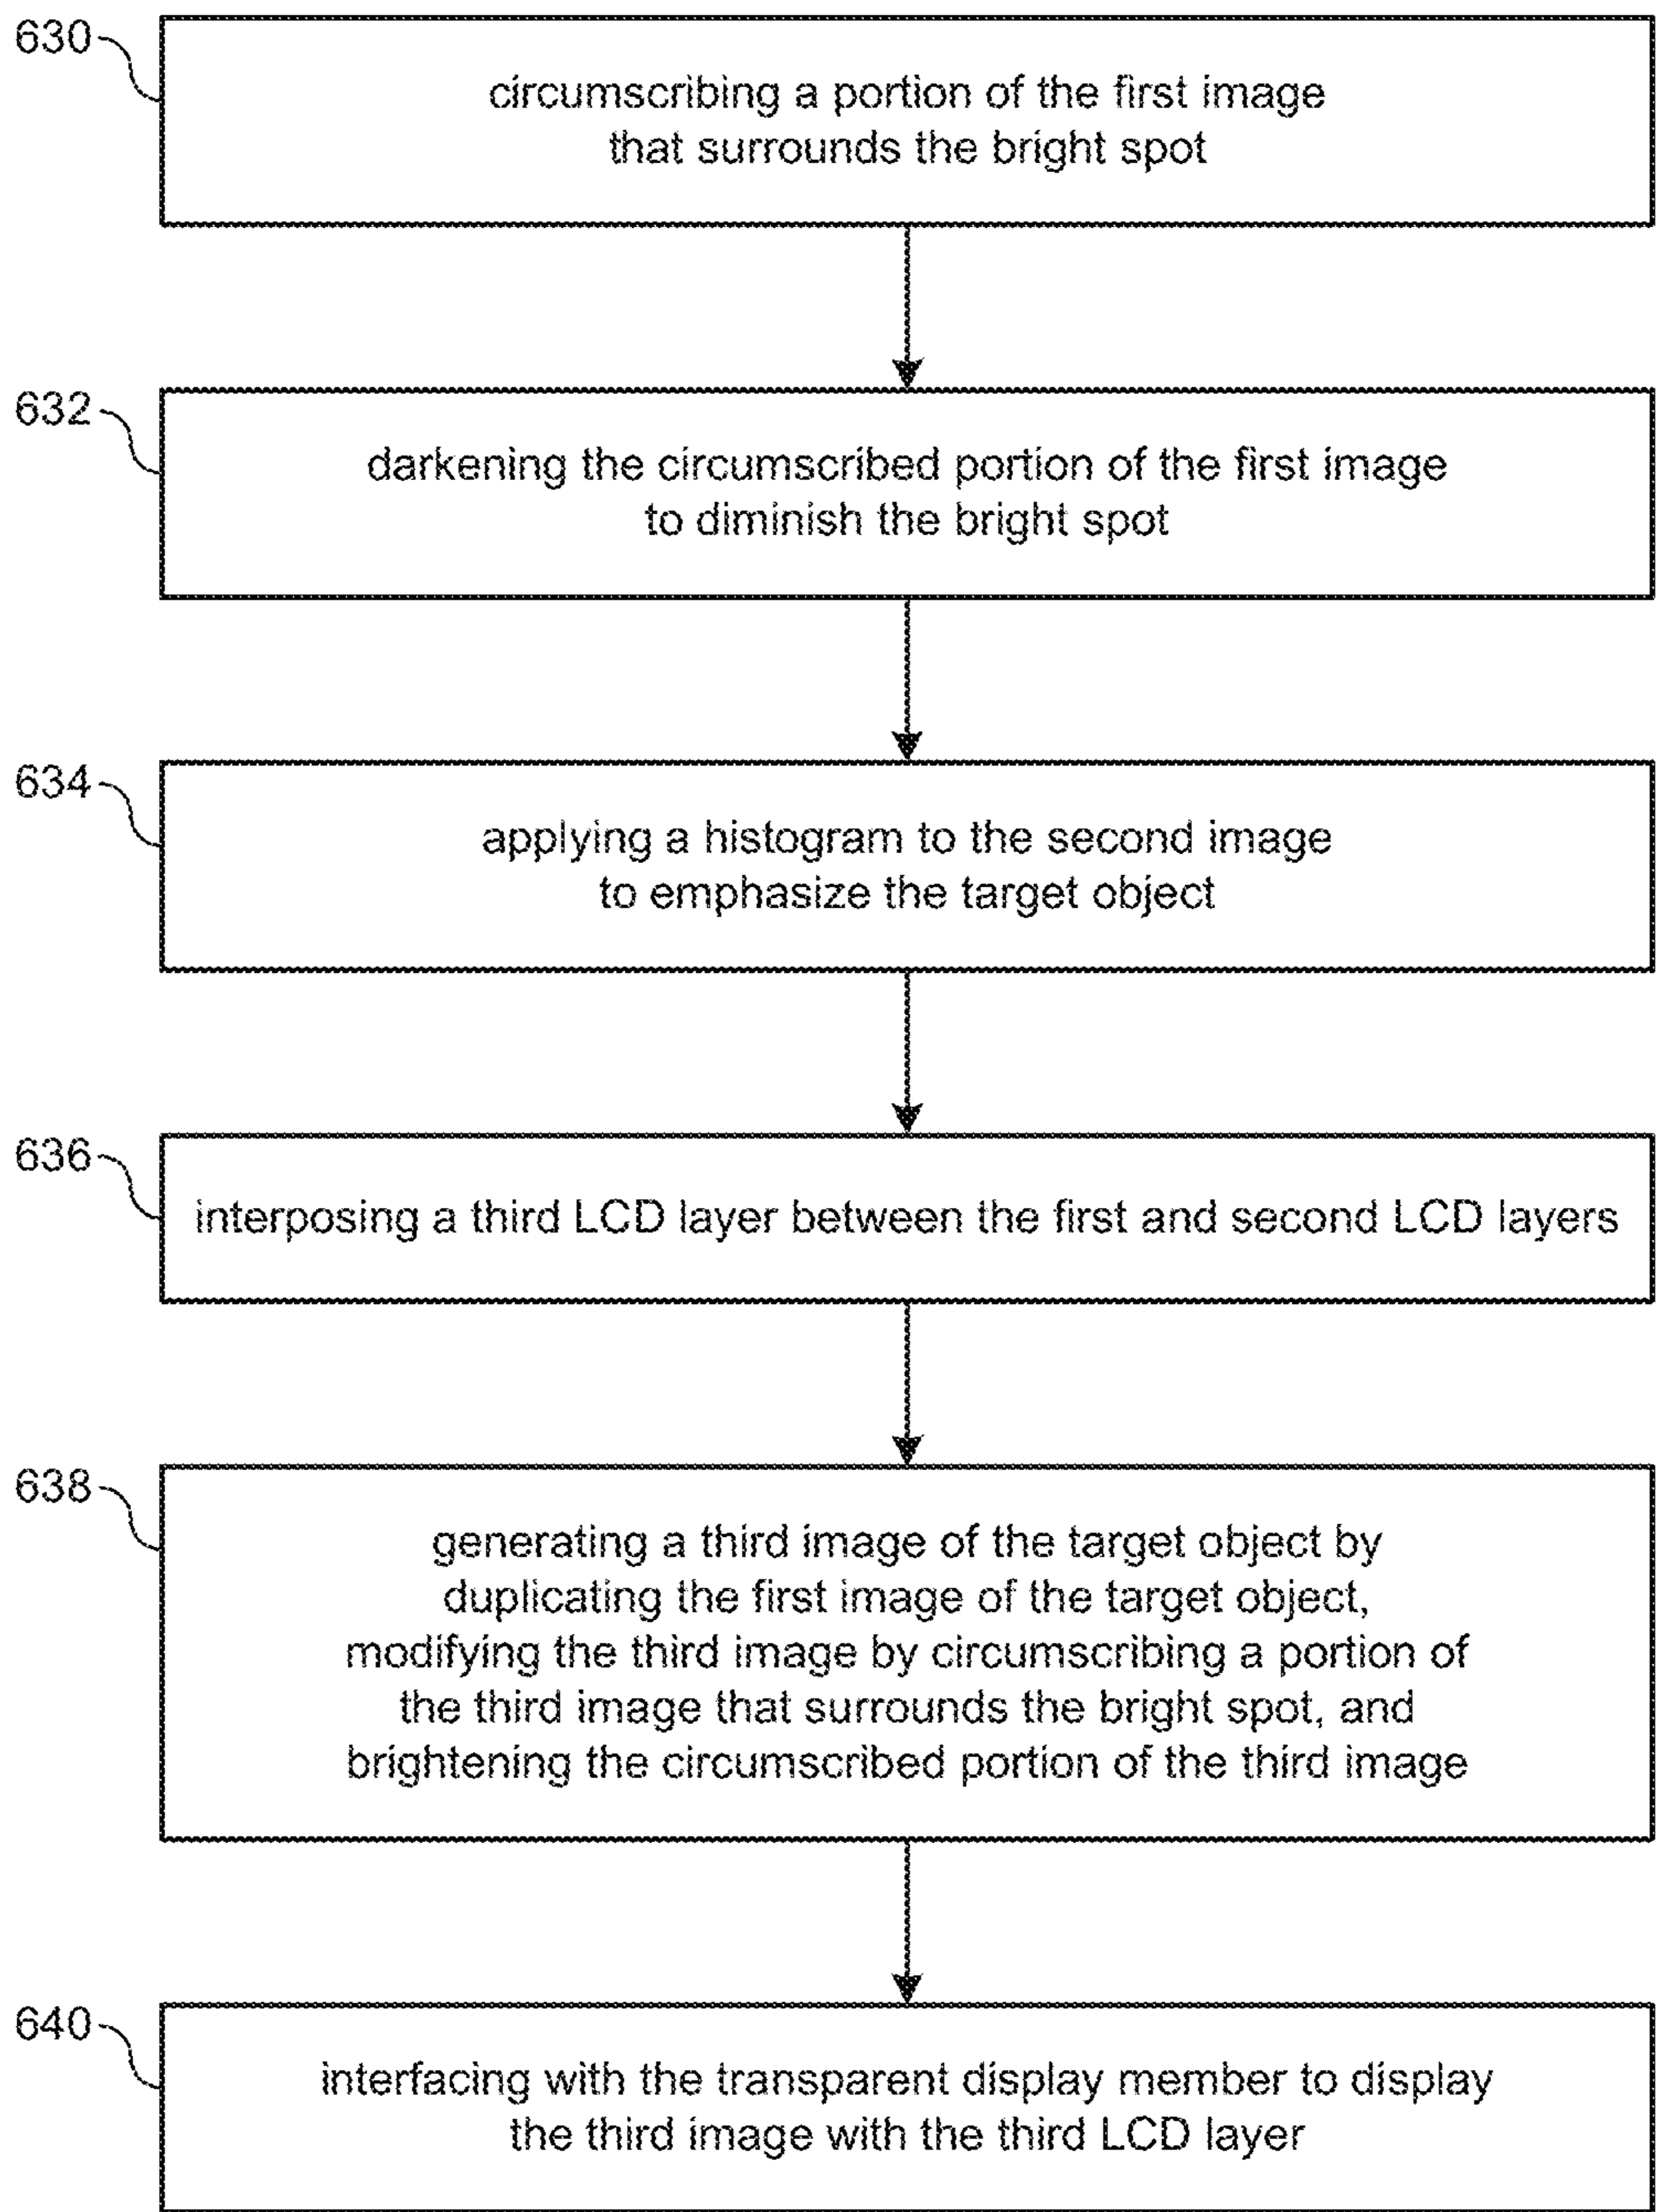 630
circumscribing a portion of the first image
that surrounds the bright spot
632
darkening the circumscribed portion of the first image
to diminish the bright spot
634
applying a histogram to the second image
to emphasize the target object
636
interposing a third LCD layer between the first and second LCD layers
638
generating a third image of the target object by
duplicating the first image of the target object,
modifying the third image by circumscribing a portion of
the third image that surrounds the bright spot, and
brightening the circumscribed portion of the third image
640
interfacing with the transparent display member to display
the third image with the third LCD layer